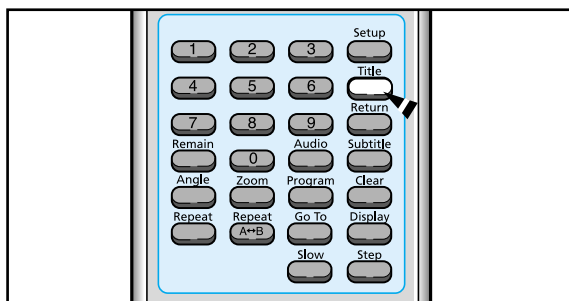 Setup
1 2 3
Title
4 5 6
Return
7 8 9
Remain Audio Subtitle
0
Angle Zoom Program Clear
Repeat Repeat Go To Display
A↔B
Slow Step